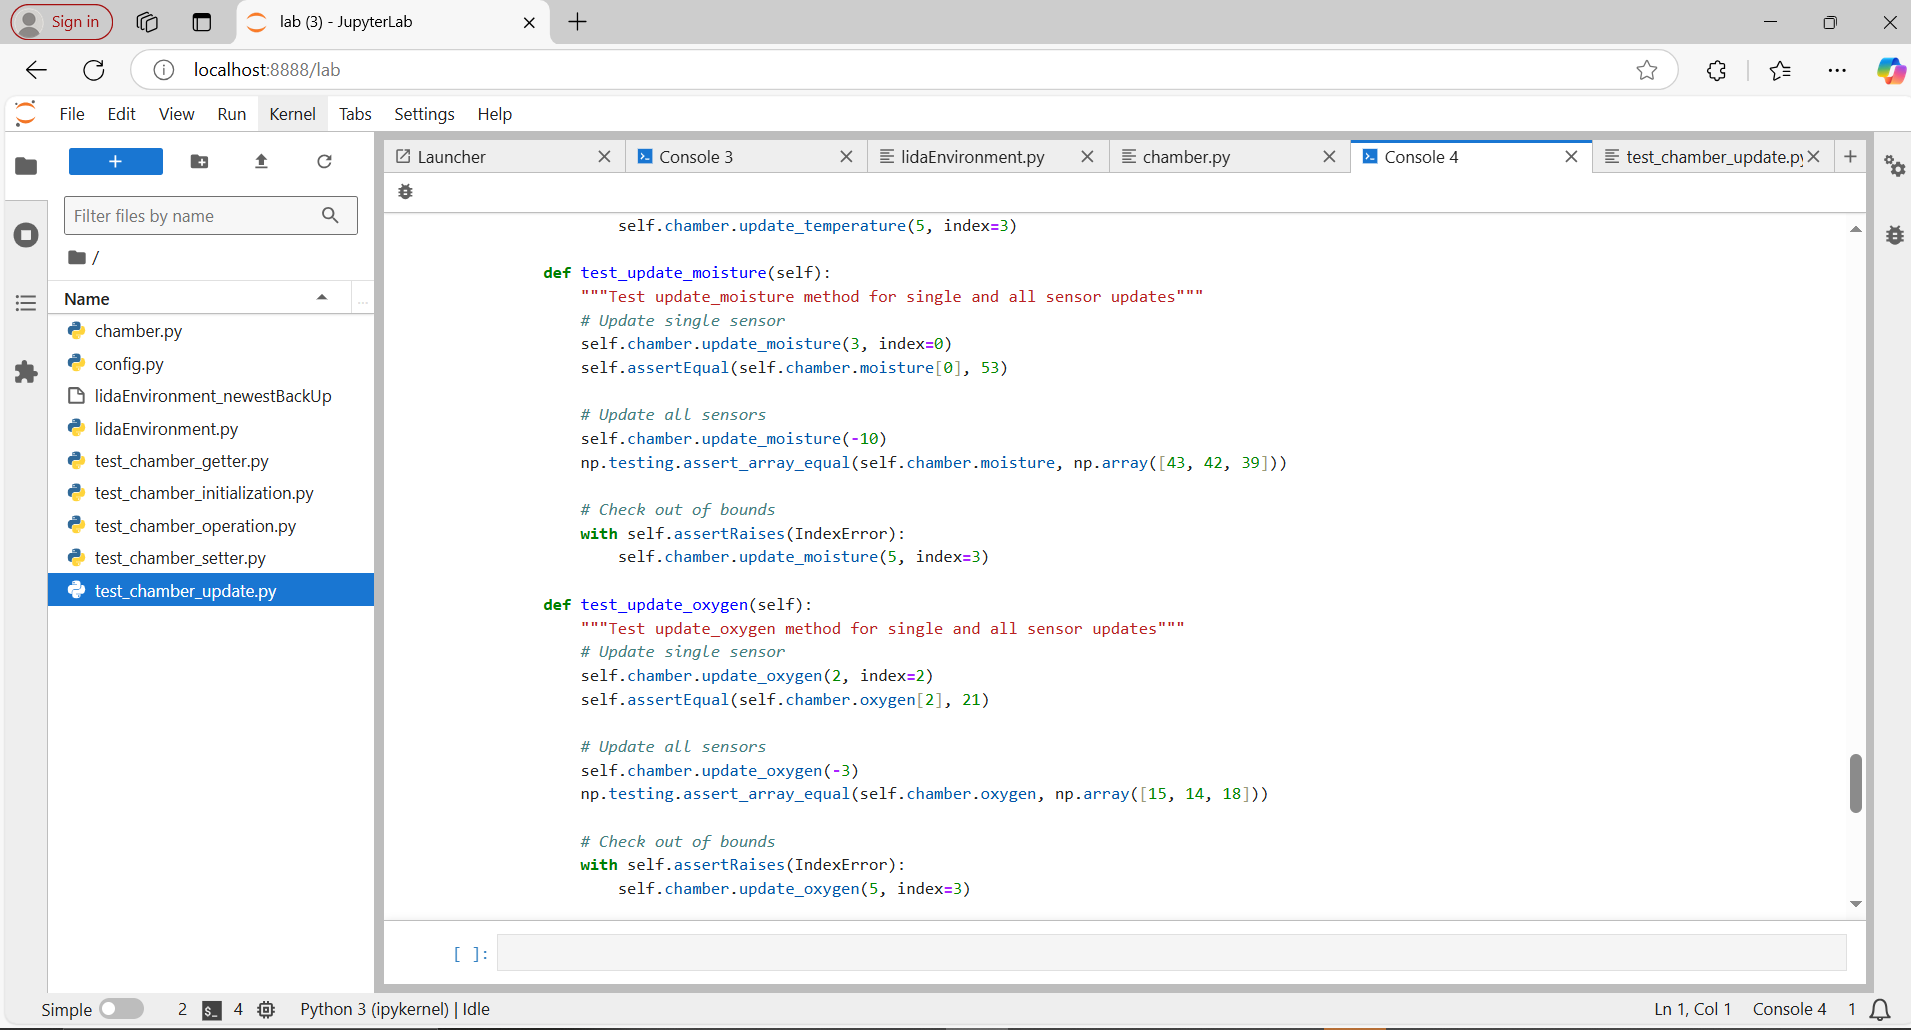 Sign in
lab (3) - JupyterLab
localhost:8888/lab
File Edit View Run Kernel Tabs Settings Help
Launcher
Console 3
lidaEnvironment.py
chamber.py
Console 4
test_chamber_update.py
Filter files by name
/
Name
...
chamber.py
config.py
lidaEnvironment_newestBackUp
lidaEnvironment.py
test_chamber_getter.py
test_chamber_initialization.py
test_chamber_operation.py
test_chamber_setter.py
test_chamber_update.py
self.chamber.update_temperature(5, index=3)
def test_update_moisture(self):
"""Test update_moisture method for single and all sensor updates"""
# Update single sensor
self.chamber.update_moisture(3, index=0)
self.assertEqual(self.chamber.moisture[0], 53)
# Update all sensors
self.chamber.update_moisture(-10)
np.testing.assert_array_equal(self.chamber.moisture, np.array([43, 42, 39]))
# Check out of bounds
with self.assertRaises(IndexError):
self.chamber.update_moisture(5, index=3)
def test_update_oxygen(self):
"""Test update_oxygen method for single and all sensor updates"""
# Update single sensor
self.chamber.update_oxygen(2, index=2)
self.assertEqual(self.chamber.oxygen[2], 21)
# Update all sensors
self.chamber.update_oxygen(-3)
np.testing.assert_array_equal(self.chamber.oxygen, np.array([15, 14, 18]))
# Check out of bounds
with self.assertRaises(IndexError):
self.chamber.update_oxygen(5, index=3)
[ ]:
Simple 2 $_ 4 Python 3 (ipykernel) | Idle Ln 1, Col 1 Console 4 1